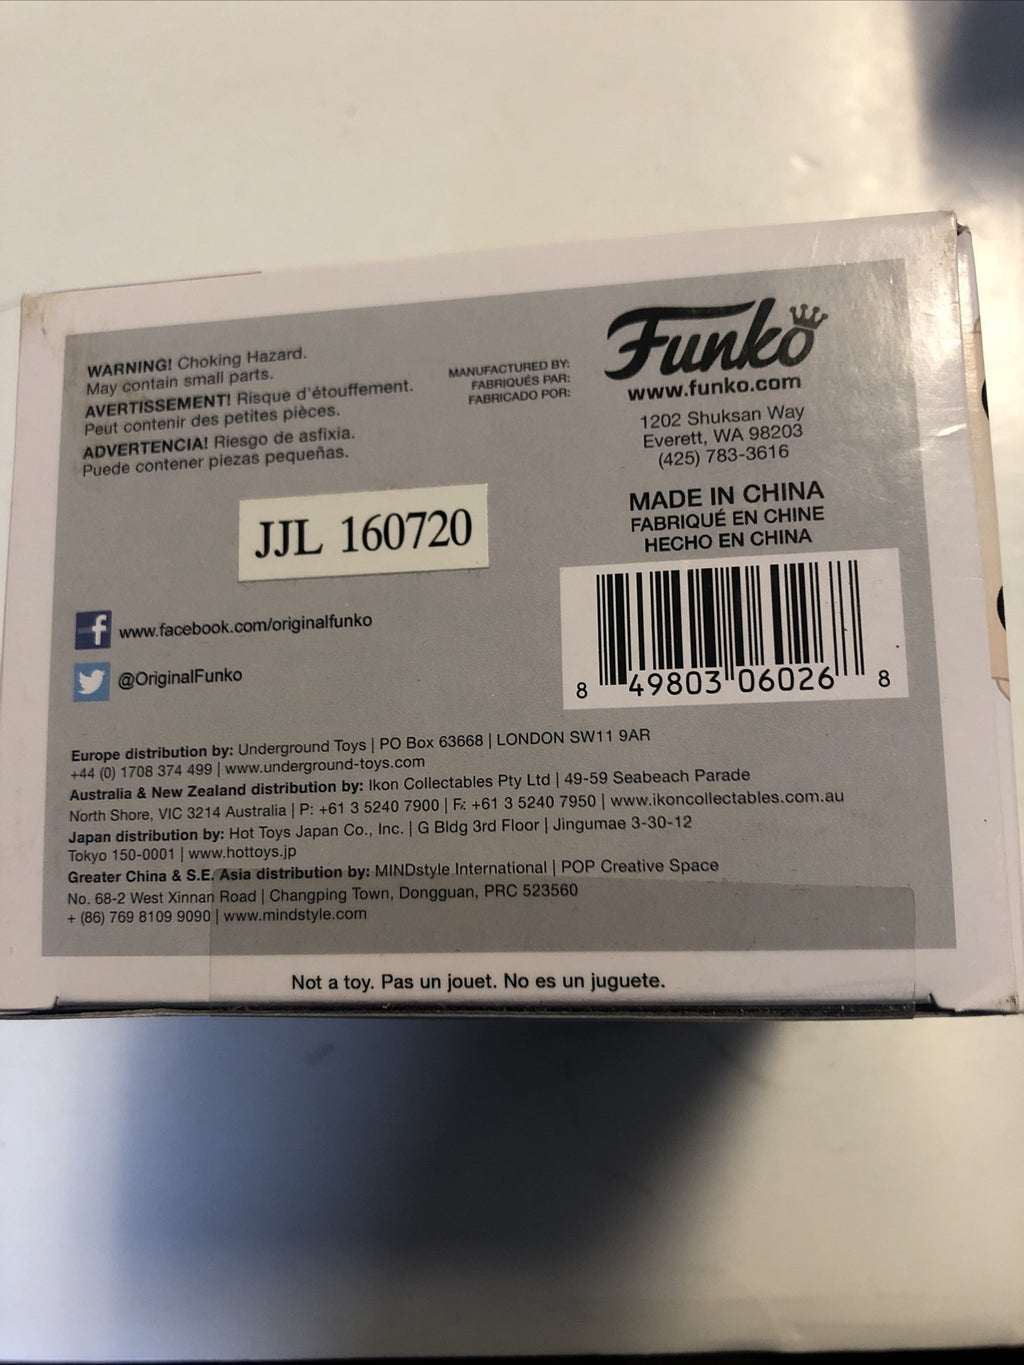 WARNING! Choking Hazard.
May contain small parts.
AVERTISSEMENT! Risque d'étouffement.
Peut contenir des petites pièces.
ADVERTENCIA! Riesgo de asfixia.
Puede contener piezas pequeñas.
MANUFACTURED BY:
FABRIQUÉS PAR:
FABRICADO POR:
Funko
www.funko.com
1202 Shuksan Way
Everett, WA 98203
(425) 783-3616
MADE IN CHINA
FABRIQUÉ EN CHINE
HECHO EN CHINA
JJL 160720
8 49803 06026 8
f www.facebook.com/originalfunko
@OriginalFunko
Europe distribution by: Underground Toys | PO Box 63668 | LONDON SW11 9AR
+44 (0) 1708 374 499 | www.underground-toys.com
Australia & New Zealand distribution by: Ikon Collectables Pty Ltd | 49-59 Seabeach Parade
North Shore, VIC 3214 Australia | P: +61 3 5240 7900 | F: +61 3 5240 7950 | www.ikoncollectables.com.au
Japan distribution by: Hot Toys Japan Co., Inc. | G Bldg 3rd Floor | Jingumae 3-30-12
Tokyo 150-0001 | www.hottoys.jp
Greater China & S.E. Asia distribution by: MINDstyle International | POP Creative Space
No. 68-2 West Xinnan Road | Changping Town, Dongguan, PRC 523560
+ (86) 769 8109 9090 | www.mindstyle.com
Not a toy. Pas un jouet. No es un juguete.